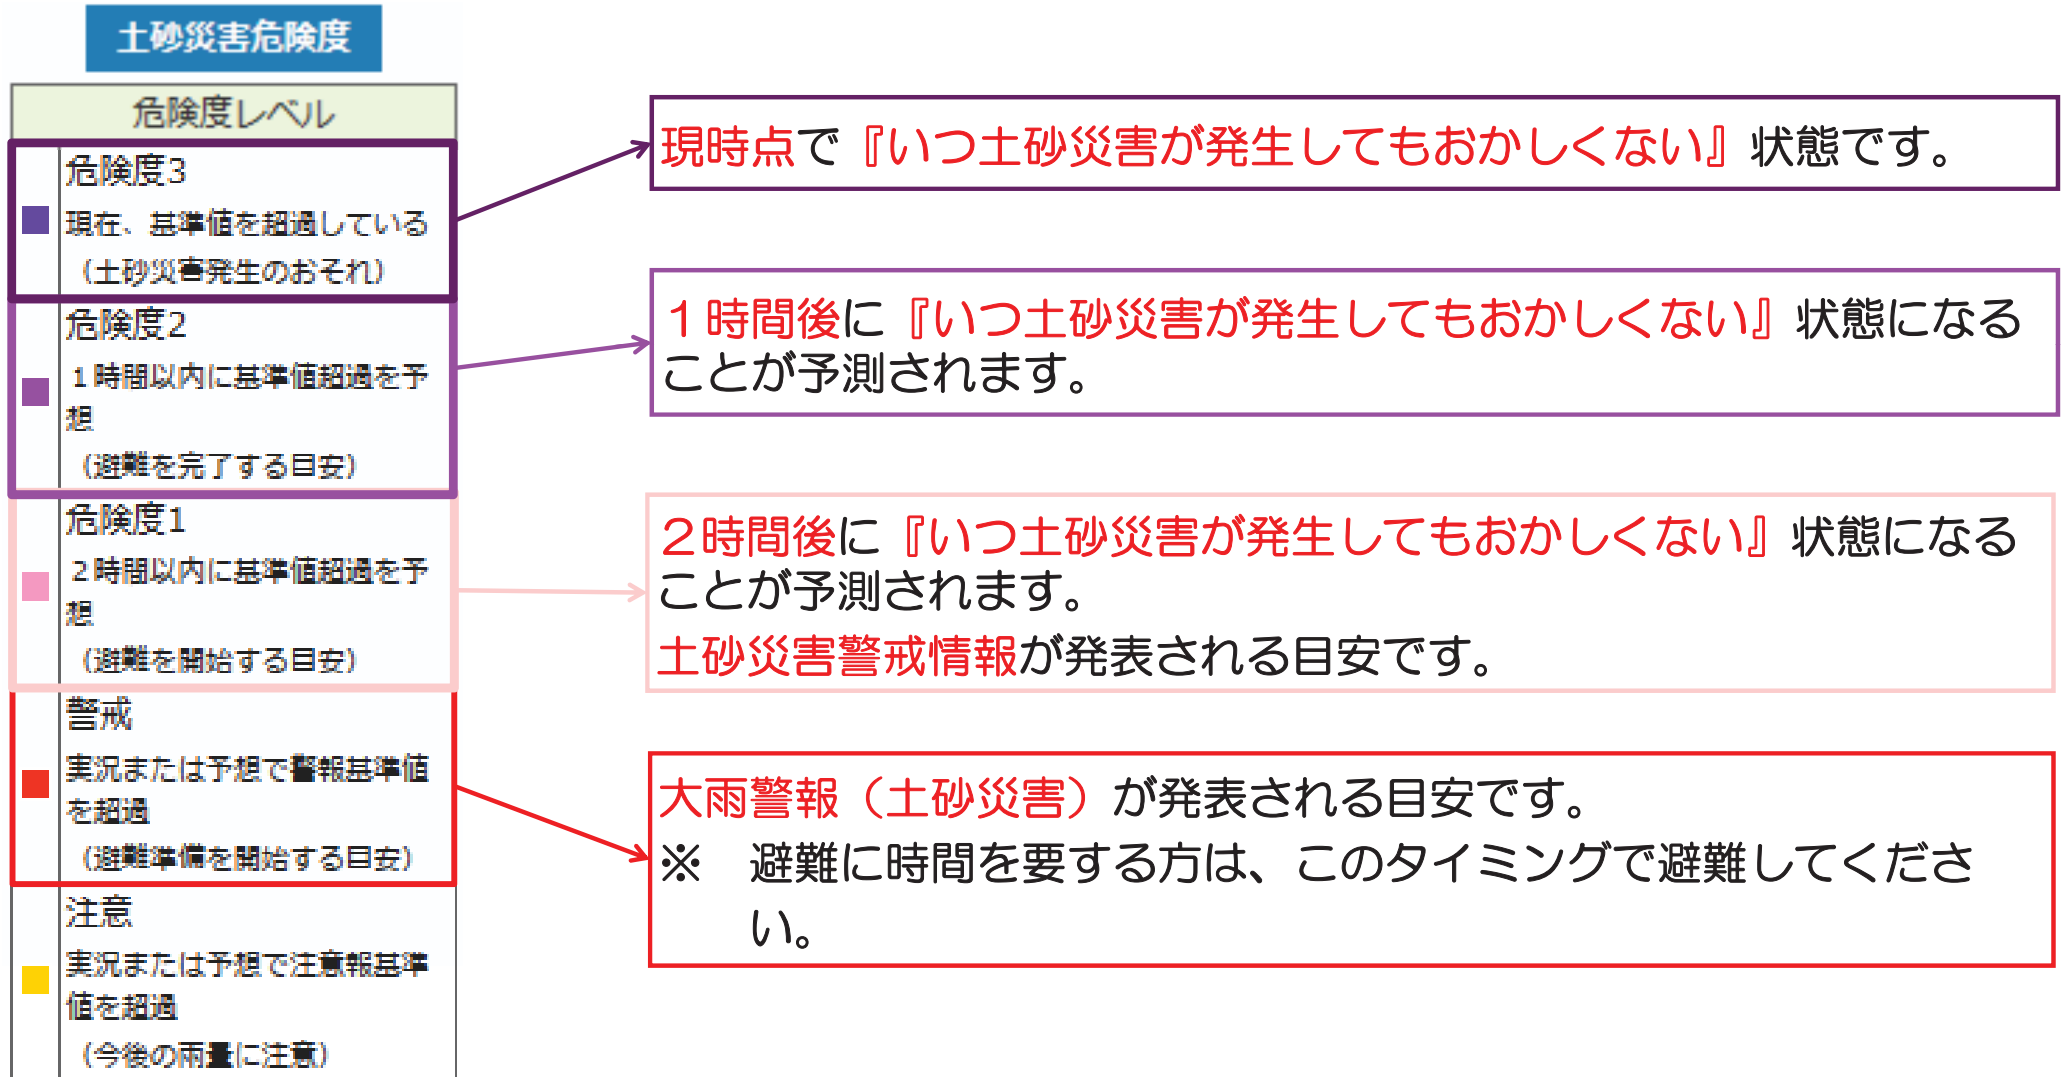 土砂災害危険度
危険度レベル
危険度3
現在、基準値を超過している
（土砂災害発生のおそれ）
危険度2
１時間以内に基準値超過を予
想
（避難を完了する目安）
危険度1
２時間以内に基準値超過を予
想
（避難を開始する目安）
警戒
実況または予想で警報基準値
を超過
（避難準備を開始する目安）
注意
実況または予想で注意報基準
値を超過
（今後の雨量に注意）
現時点で『いつ土砂災害が発生してもおかしくない』状態です。
１時間後に『いつ土砂災害が発生してもおかしくない』状態になる
ことが予測されます。
２時間後に『いつ土砂災害が発生してもおかしくない』状態になる
ことが予測されます。
土砂災害警戒情報が発表される目安です。
大雨警報（土砂災害）が発表される目安です。
※　避難に時間を要する方は、このタイミングで避難してくださ
い。